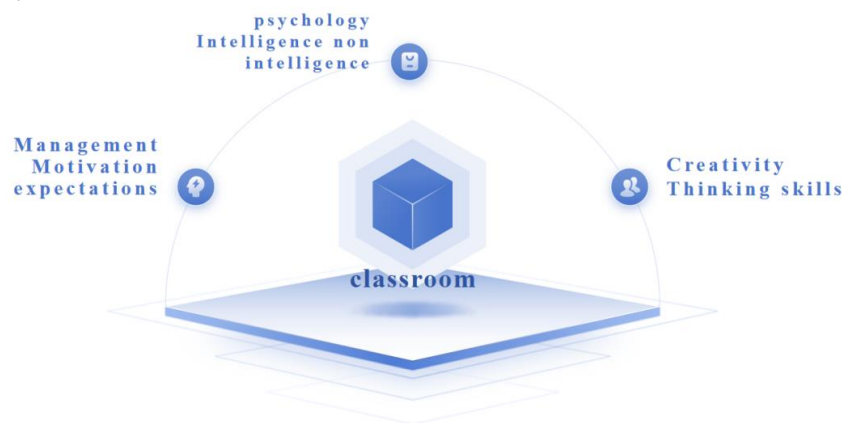 psychology
Intelligence non
intelligence
Management
Motivation
expectations
Creativity
Thinking skills
classroom